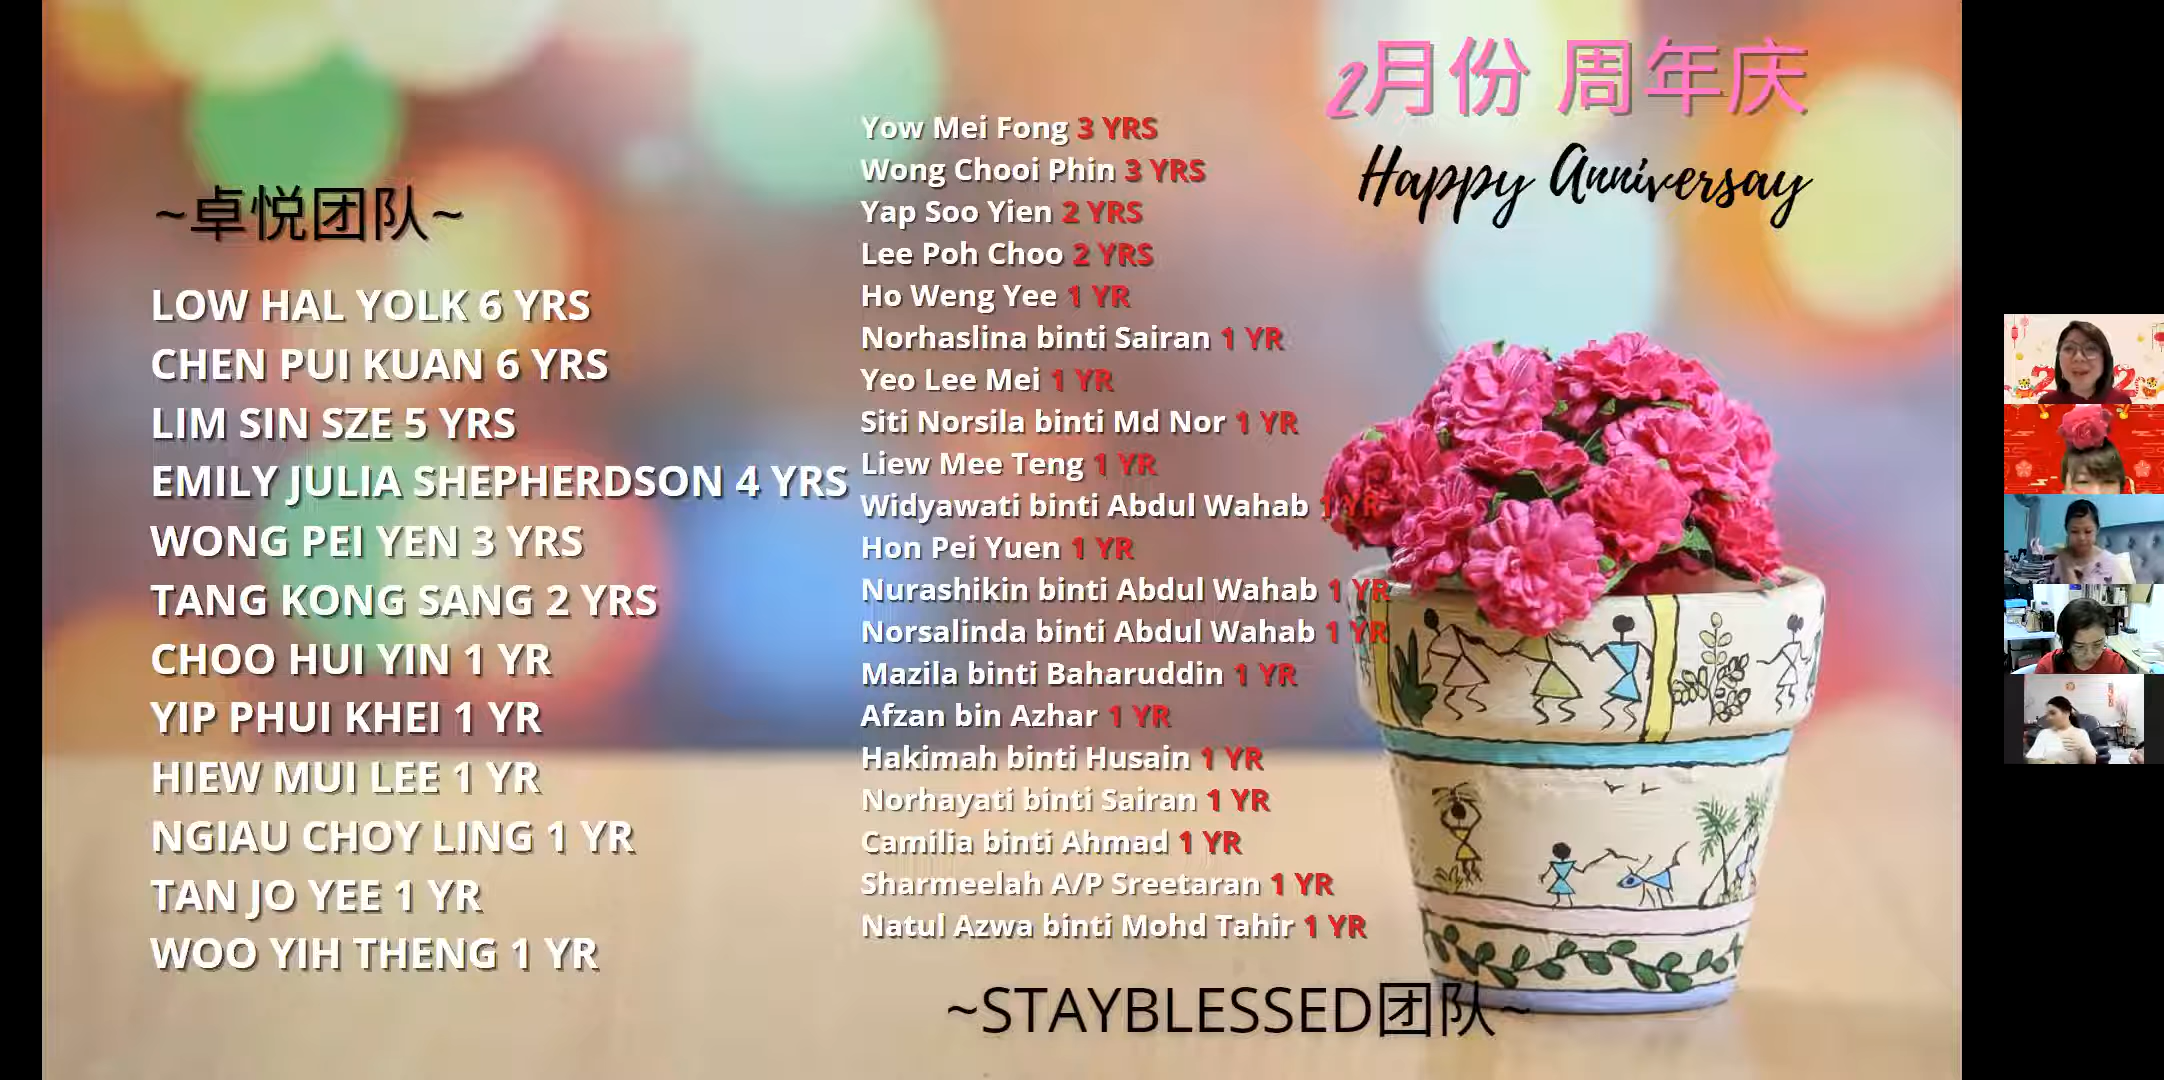 2月份 周年庆
Happy Anniversay
~卓悦团队~
LOW HAL YOLK 6 YRS
CHEN PUI KUAN 6 YRS
LIM SIN SZE 5 YRS
EMILY JULIA SHEPHERDSON 4 YRS
WONG PEI YEN 3 YRS
TANG KONG SANG 2 YRS
CHOO HUI YIN 1 YR
YIP PHUI KHEI 1 YR
HIEW MUI LEE 1 YR
NGIAU CHOY LING 1 YR
TAN JO YEE 1 YR
WOO YIH THENG 1 YR
Yow Mei Fong 3 YRS
Wong Chooi Phin 3 YRS
Yap Soo Yien 2 YRS
Lee Poh Choo 2 YRS
Ho Weng Yee 1 YR
Norhaslina binti Sairan 1 YR
Yeo Lee Mei 1 YR
Siti Norsila binti Md Nor 1 YR
Liew Mee Teng 1 YR
Widyawati binti Abdul Wahab 1 YR
Hon Pei Yuen 1 YR
Nurashikin binti Abdul Wahab 1 YR
Norsalinda binti Abdul Wahab 1 YR
Mazila binti Baharuddin 1 YR
Afzan bin Azhar 1 YR
Hakimah binti Husain 1 YR
Norhayati binti Sairan 1 YR
Camilia binti Ahmad 1 YR
Sharmeelah A/P Sreetaran 1 YR
Natul Azwa binti Mohd Tahir 1 YR
~STAYBLESSED团队~